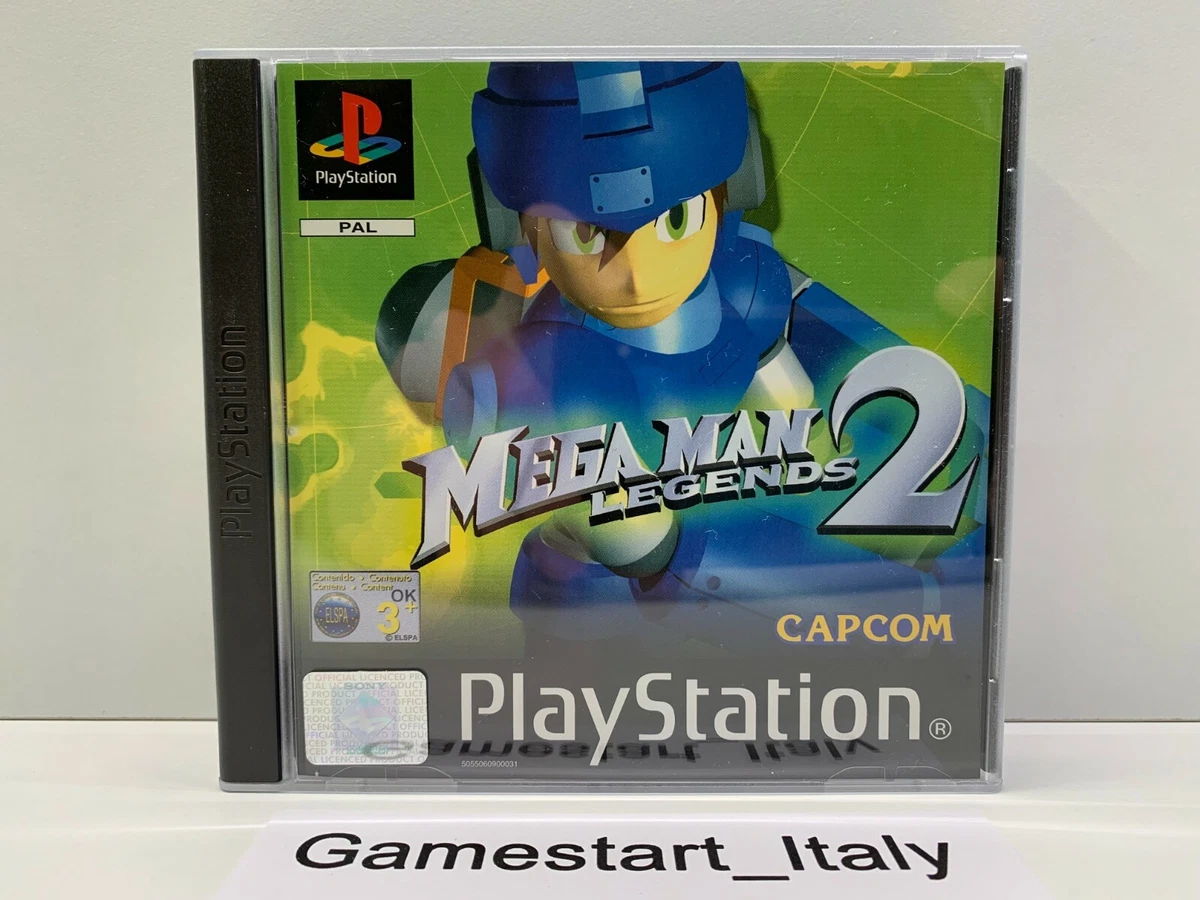 PlayStation
PAL
PlayStation
MEGA MAN
LEGENDS 2
Contenido • Contenuto
Contenu • Content
ELSPA
OK
3+
© ELSPA
CAPCOM
SONY
PlayStation®
5055060900031
Gamestart_Italy